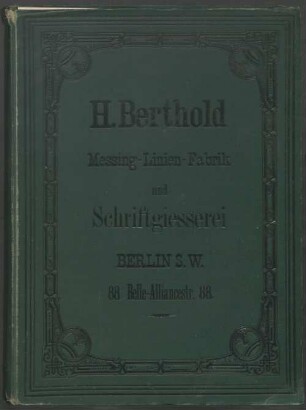 H. Berthold
Messing-Linien-Fabrik
und
Schriftgiesserei
BERLIN S.W.
88 Belle-Alliancestr. 88.